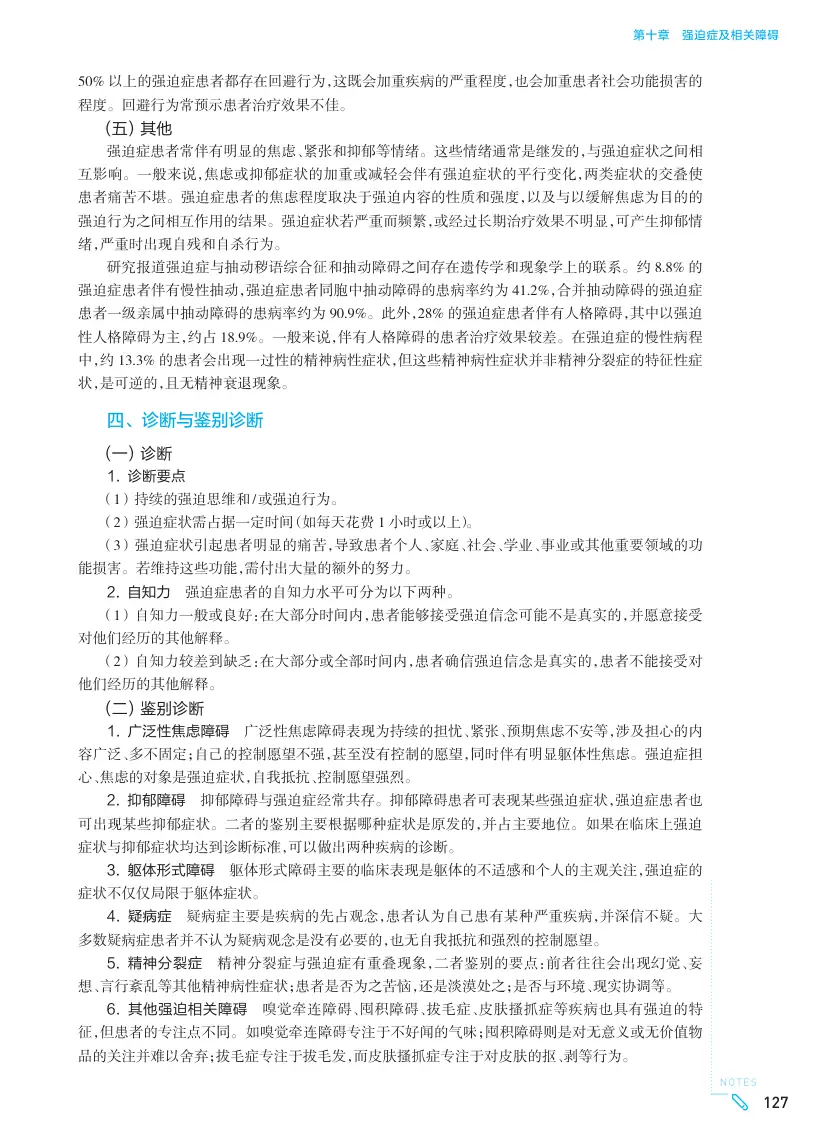 第十章 强迫症及相关障碍
50% 以上的强迫症患者都存在回避行为,这既会加重疾病的严重程度,也会加重患者社会功能损害的
程度。回避行为常预示患者治疗效果不佳。
（五）其他
强迫症患者常伴有明显的焦虑、紧张和抑郁等情绪。这些情绪通常是继发的,与强迫症状之间相
互影响。一般来说,焦虑或抑郁症状的加重或减轻会伴有强迫症状的平行变化,两类症状的交叠使
患者痛苦不堪。强迫症患者的焦虑程度取决于强迫内容的性质和强度,以及与以缓解焦虑为目的的
强迫行为之间相互作用的结果。强迫症状若严重而频繁,或经过长期治疗效果不明显,可产生抑郁情
绪,严重时出现自残和自杀行为。
研究报道强迫症与抽动秽语综合征和抽动障碍之间存在遗传学和现象学上的联系。约 8.8% 的
强迫症患者伴有慢性抽动,强迫症患者同胞中抽动障碍的患病率约为 41.2%,合并抽动障碍的强迫症
患者一级亲属中抽动障碍的患病率约为 90.9%。此外,28% 的强迫症患者伴有人格障碍,其中以强迫
性人格障碍为主,约占 18.9%。一般来说,伴有人格障碍的患者治疗效果较差。在强迫症的慢性病程
中,约 13.3% 的患者会出现一过性的精神病性症状,但这些精神病性症状并非精神分裂症的特征性症
状,是可逆的,且无精神衰退现象。
四、诊断与鉴别诊断
（一）诊断
1. 诊断要点
（1）持续的强迫思维和/或强迫行为。
（2）强迫症状需占据一定时间(如每天花费 1 小时或以上)。
（3）强迫症状引起患者明显的痛苦,导致患者个人、家庭、社会、学业、事业或其他重要领域的功
能损害。若维持这些功能,需付出大量的额外的努力。
2. 自知力 强迫症患者的自知力水平可分为以下两种。
（1）自知力一般或良好:在大部分时间内,患者能够接受强迫信念可能不是真实的,并愿意接受
对他们经历的其他解释。
（2）自知力较差到缺乏:在大部分或全部时间内,患者确信强迫信念是真实的,患者不能接受对
他们经历的其他解释。
（二）鉴别诊断
1. 广泛性焦虑障碍 广泛性焦虑障碍表现为持续的担忧、紧张、预期焦虑不安等,涉及担心的内
容广泛、多不固定;自己的控制愿望不强,甚至没有控制的愿望,同时伴有明显躯体性焦虑。强迫症担
心、焦虑的对象是强迫症状,自我抵抗、控制愿望强烈。
2. 抑郁障碍 抑郁障碍与强迫症经常共存。抑郁障碍患者可表现某些强迫症状,强迫症患者也
可出现某些抑郁症状。二者的鉴别主要根据哪种症状是原发的,并占主要地位。如果在临床上强迫
症状与抑郁症状均达到诊断标准,可以做出两种疾病的诊断。
3. 躯体形式障碍 躯体形式障碍主要的临床表现是躯体的不适感和个人的主观关注,强迫症的
症状不仅仅局限于躯体症状。
4. 疑病症 疑病症主要是疾病的先占观念,患者认为自己患有某种严重疾病,并深信不疑。大
多数疑病症患者并不认为疑病观念是没有必要的,也无自我抵抗和强烈的控制愿望。
5. 精神分裂症 精神分裂症与强迫症有重叠现象,二者鉴别的要点:前者往往会出现幻觉、妄
想、言行紊乱等其他精神病性症状;患者是否为之苦恼,还是淡漠处之;是否与环境、现实协调等。
6. 其他强迫相关障碍 嗅觉牵连障碍、囤积障碍、拔毛症、皮肤搔抓症等疾病也具有强迫的特
征,但患者的专注点不同。如嗅觉牵连障碍专注于不好闻的气味;囤积障碍则是对无意义或无价值物
品的关注并难以舍弃;拔毛症专注于拔毛发,而皮肤搔抓症专注于对皮肤的抠、剥等行为。
NOTES
127